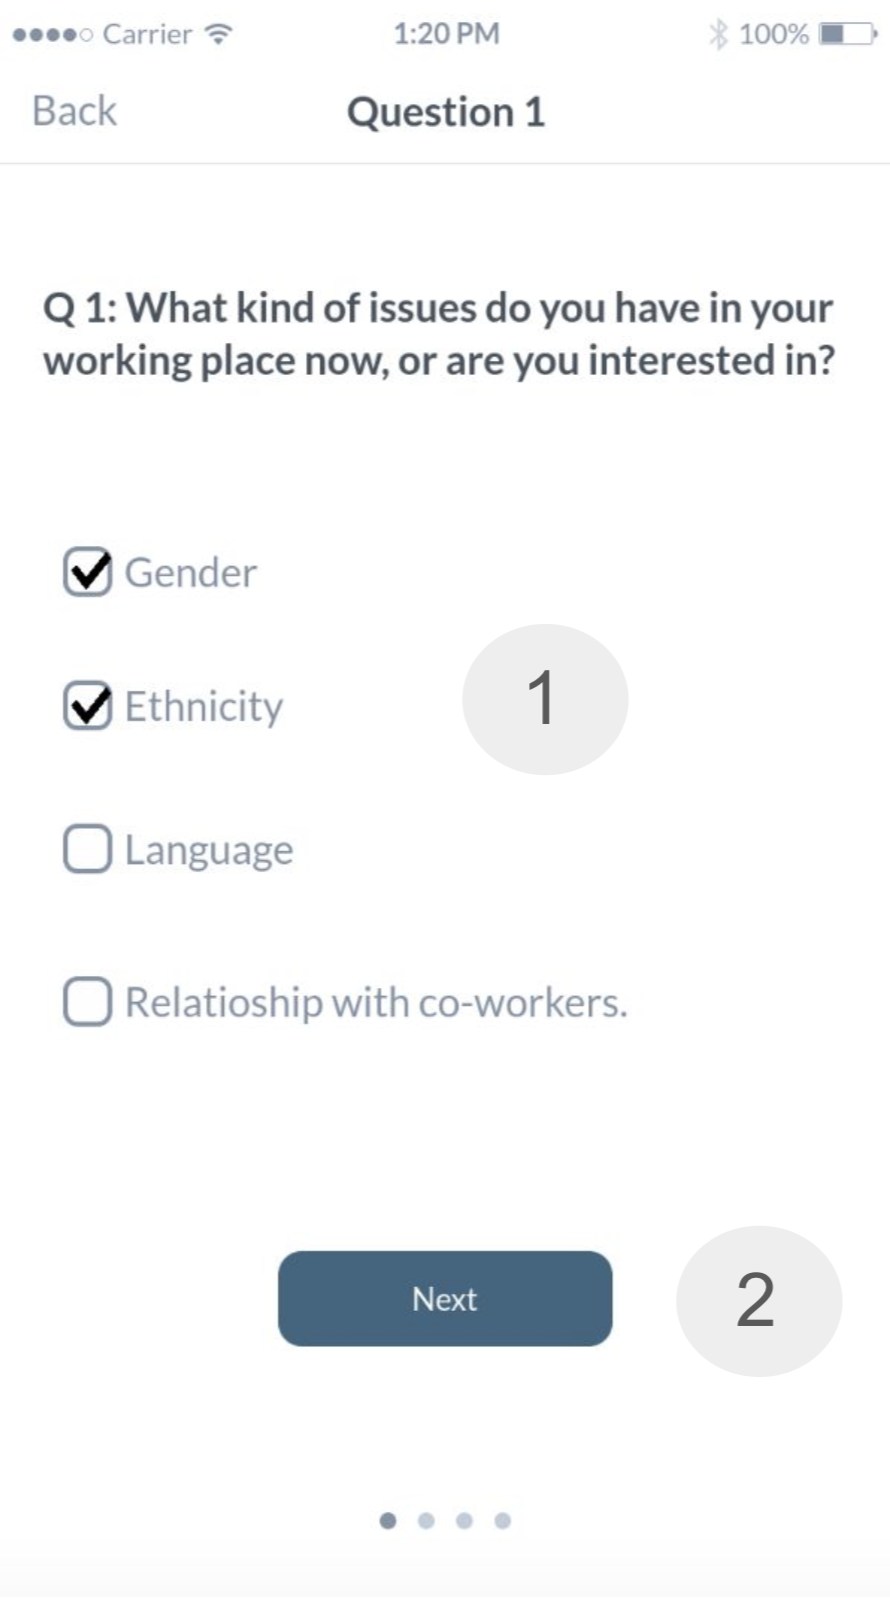 Carrier 1:20 PM 100%
Back Question 1
Q 1: What kind of issues do you have in your
working place now, or are you interested in?
Gender
Ethnicity
1
Language
Relatioship with co-workers.
Next
2